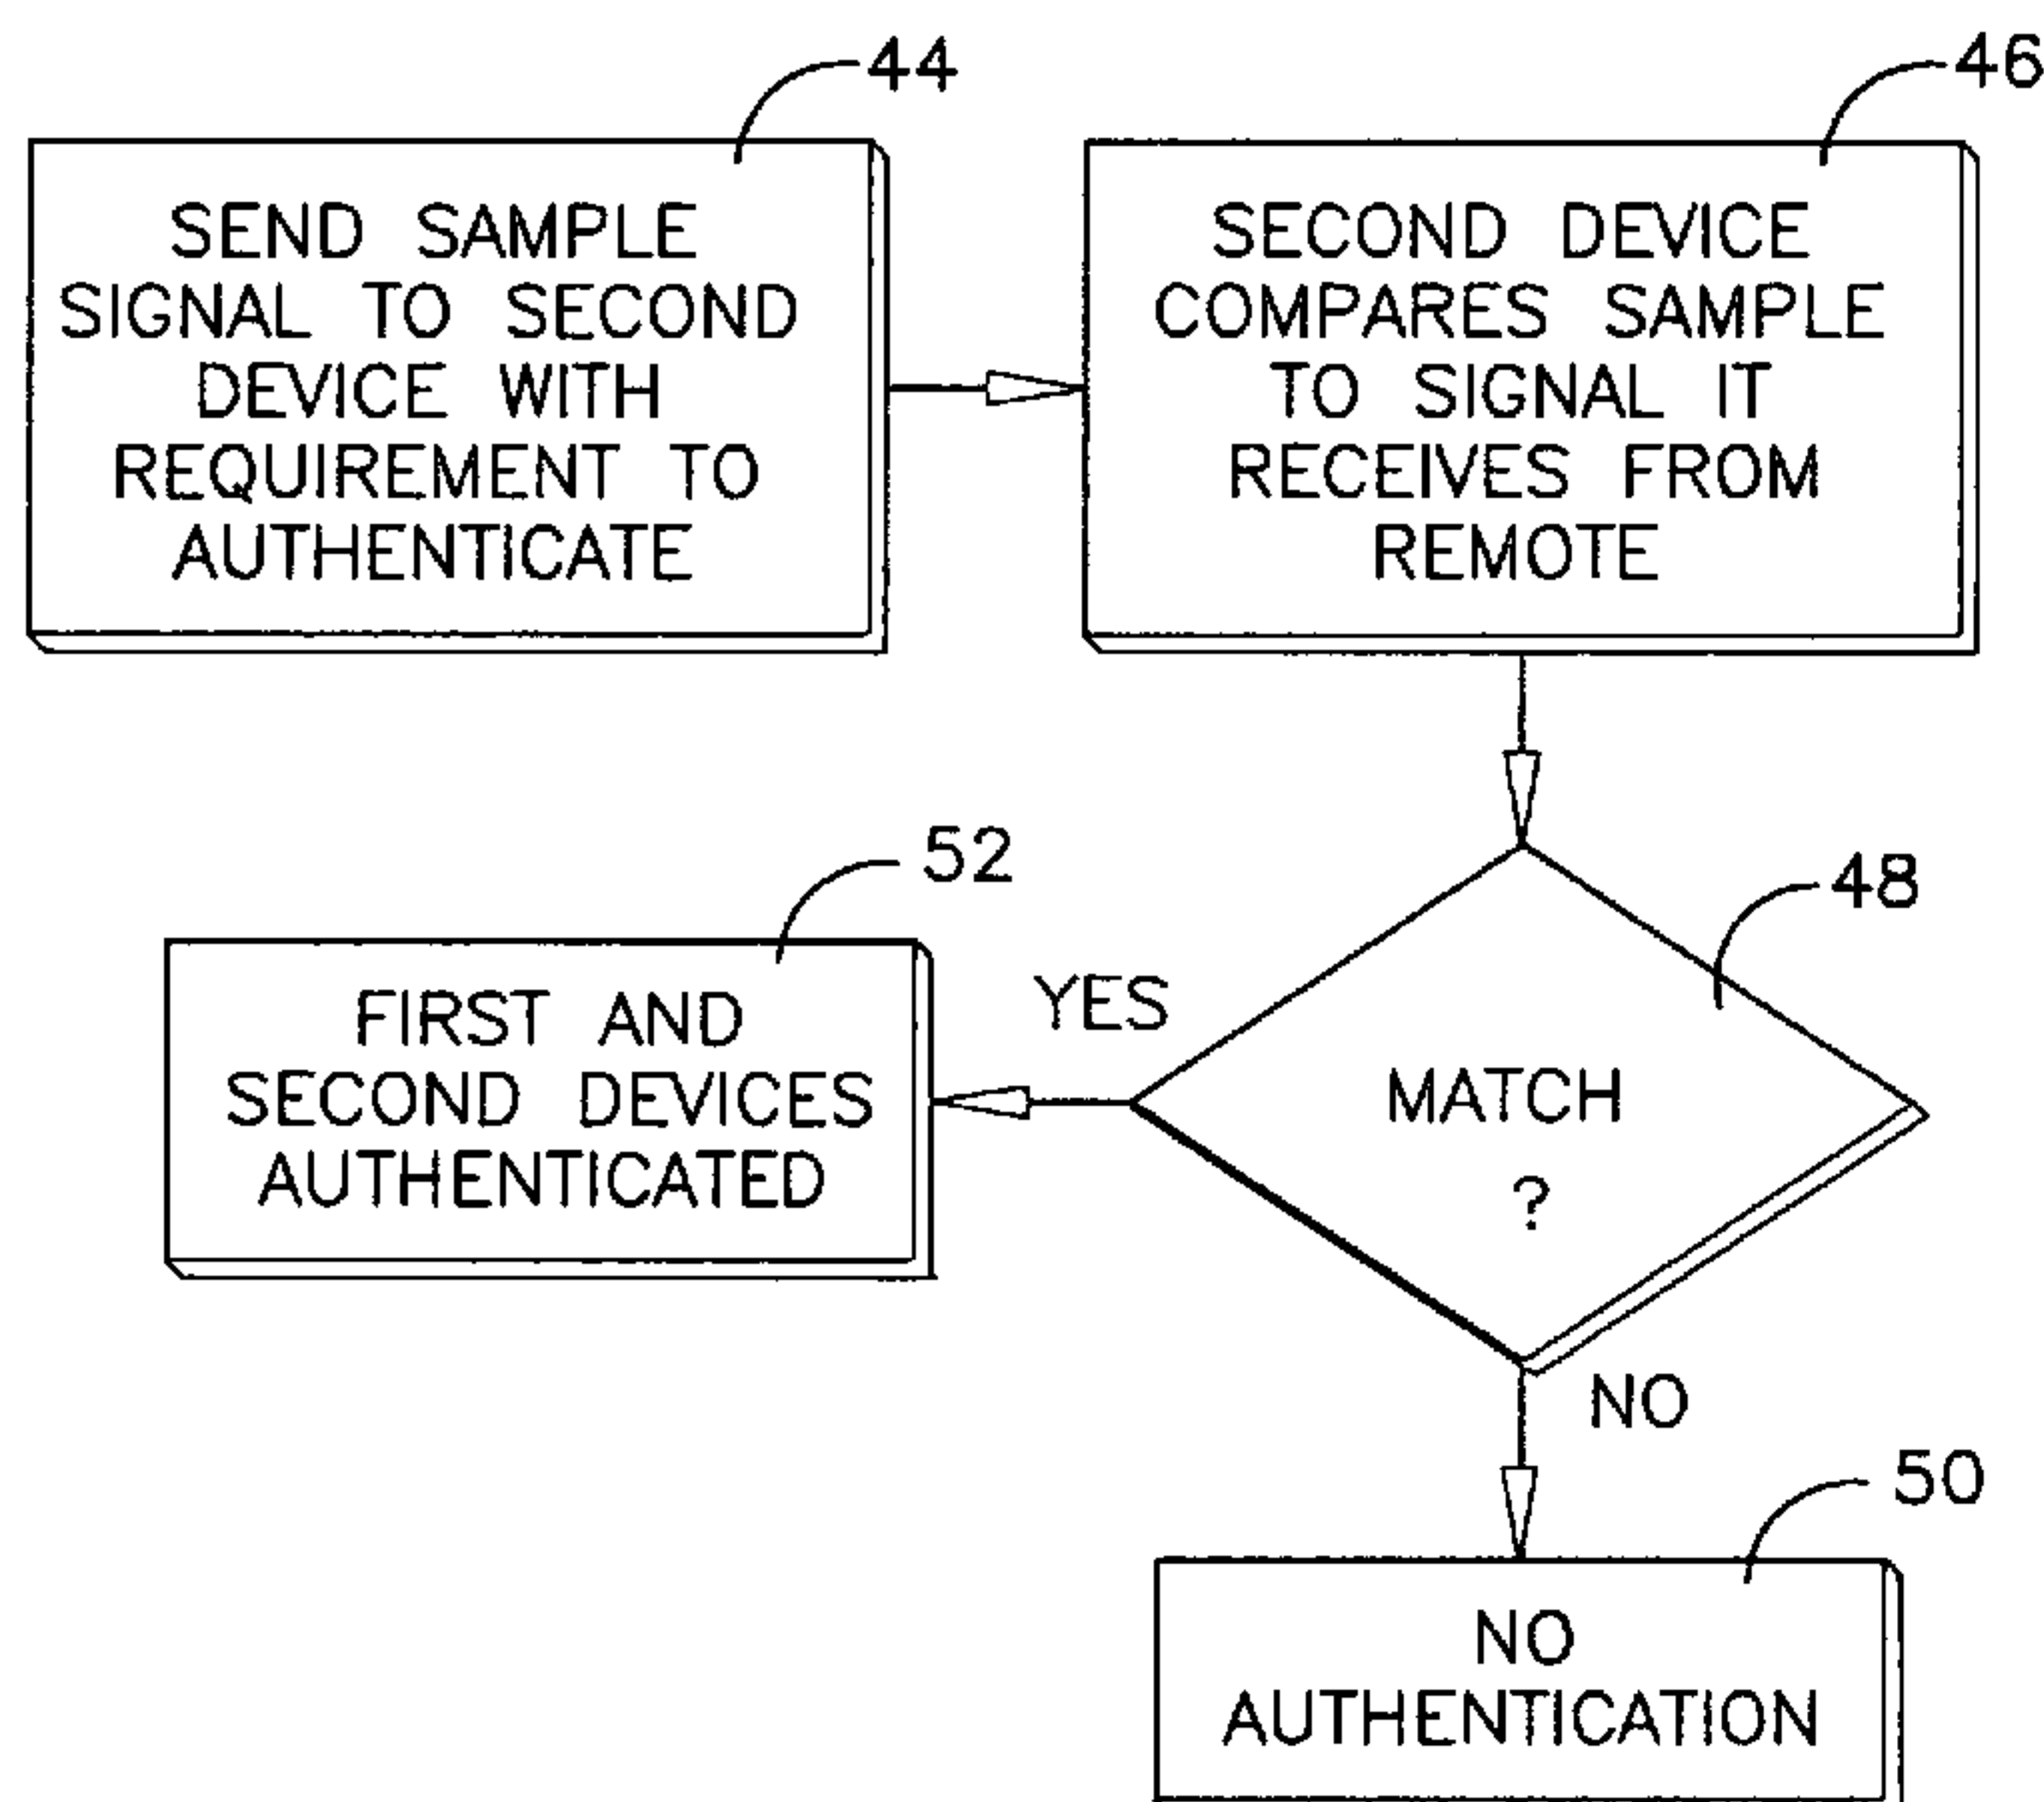 44
SEND SAMPLE
SIGNAL TO SECOND
DEVICE WITH
REQUIREMENT TO
AUTHENTICATE
46
SECOND DEVICE
COMPARES SAMPLE
TO SIGNAL IT
RECEIVES FROM
REMOTE
48
MATCH
?
YES
52
FIRST AND
SECOND DEVICES
AUTHENTICATED
NO
50
NO
AUTHENTICATION